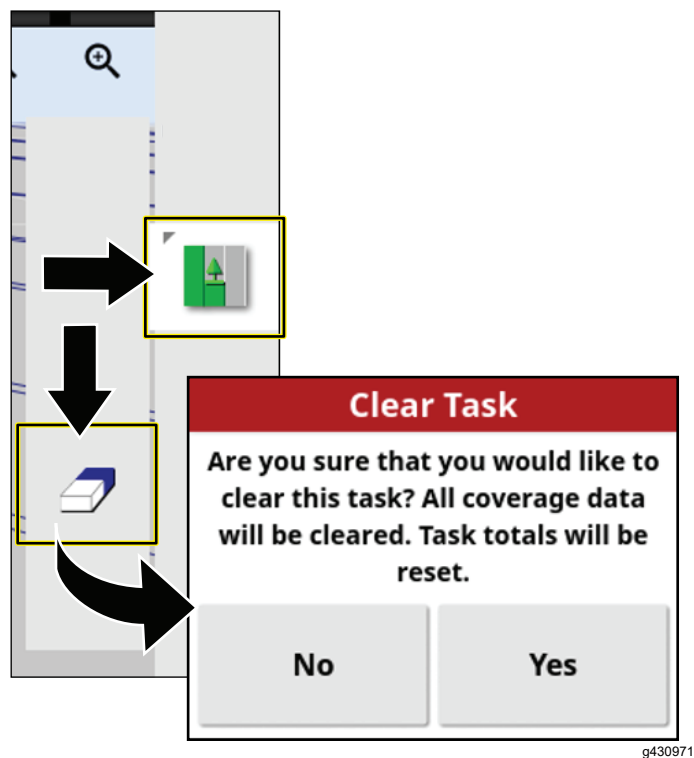 Clear Task
Are you sure that you would like to
clear this task? All coverage data
will be cleared. Task totals will be
reset.
No
Yes
g430971